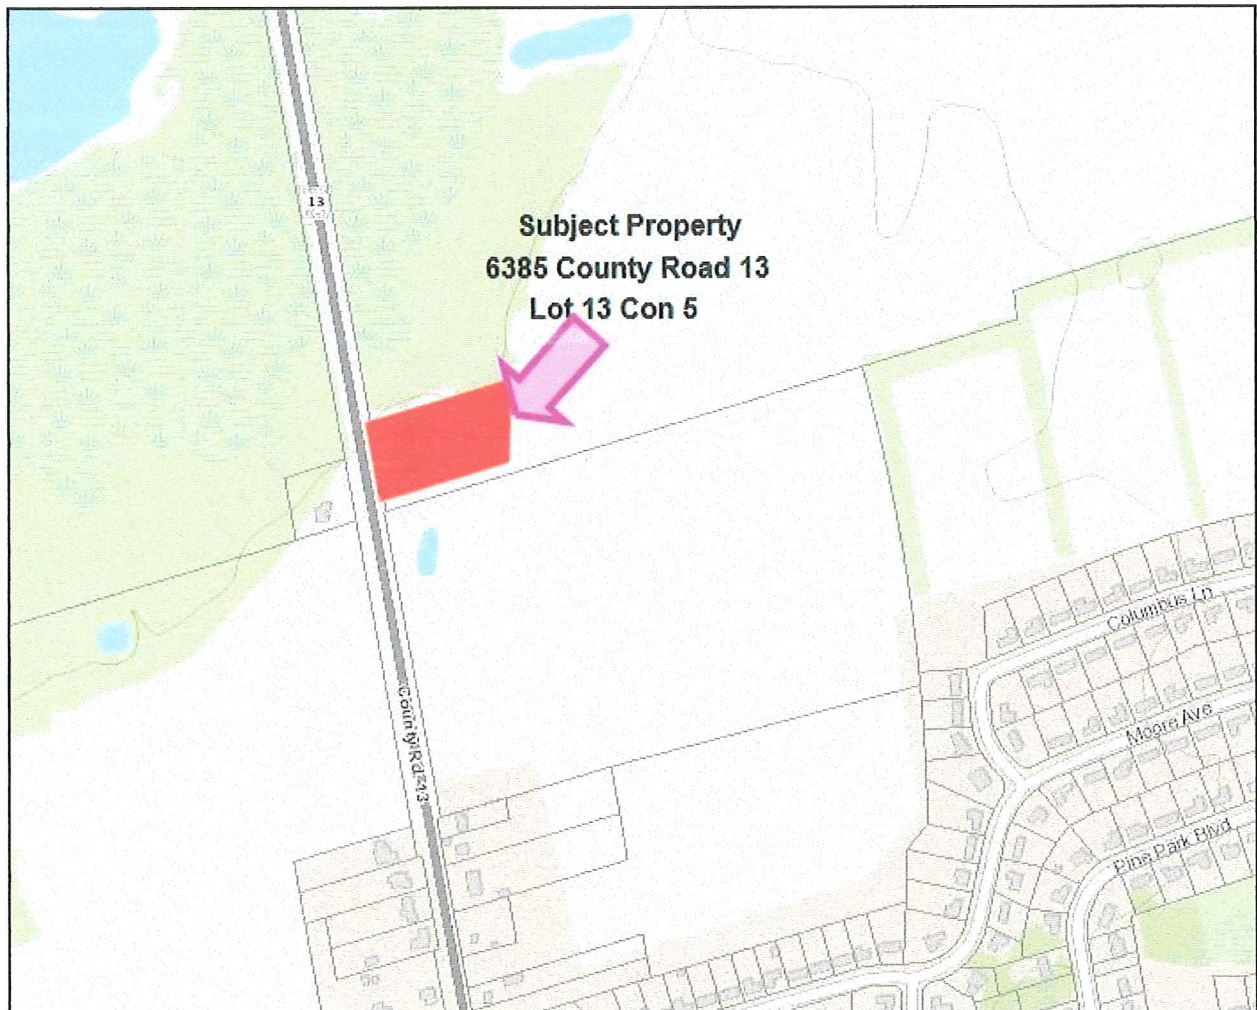 13
Subject Property
6385 County Road 13
Lot 13 Con 5
Columbus Ln
Moore Ave
County Rd 13
Pine Park Blvd